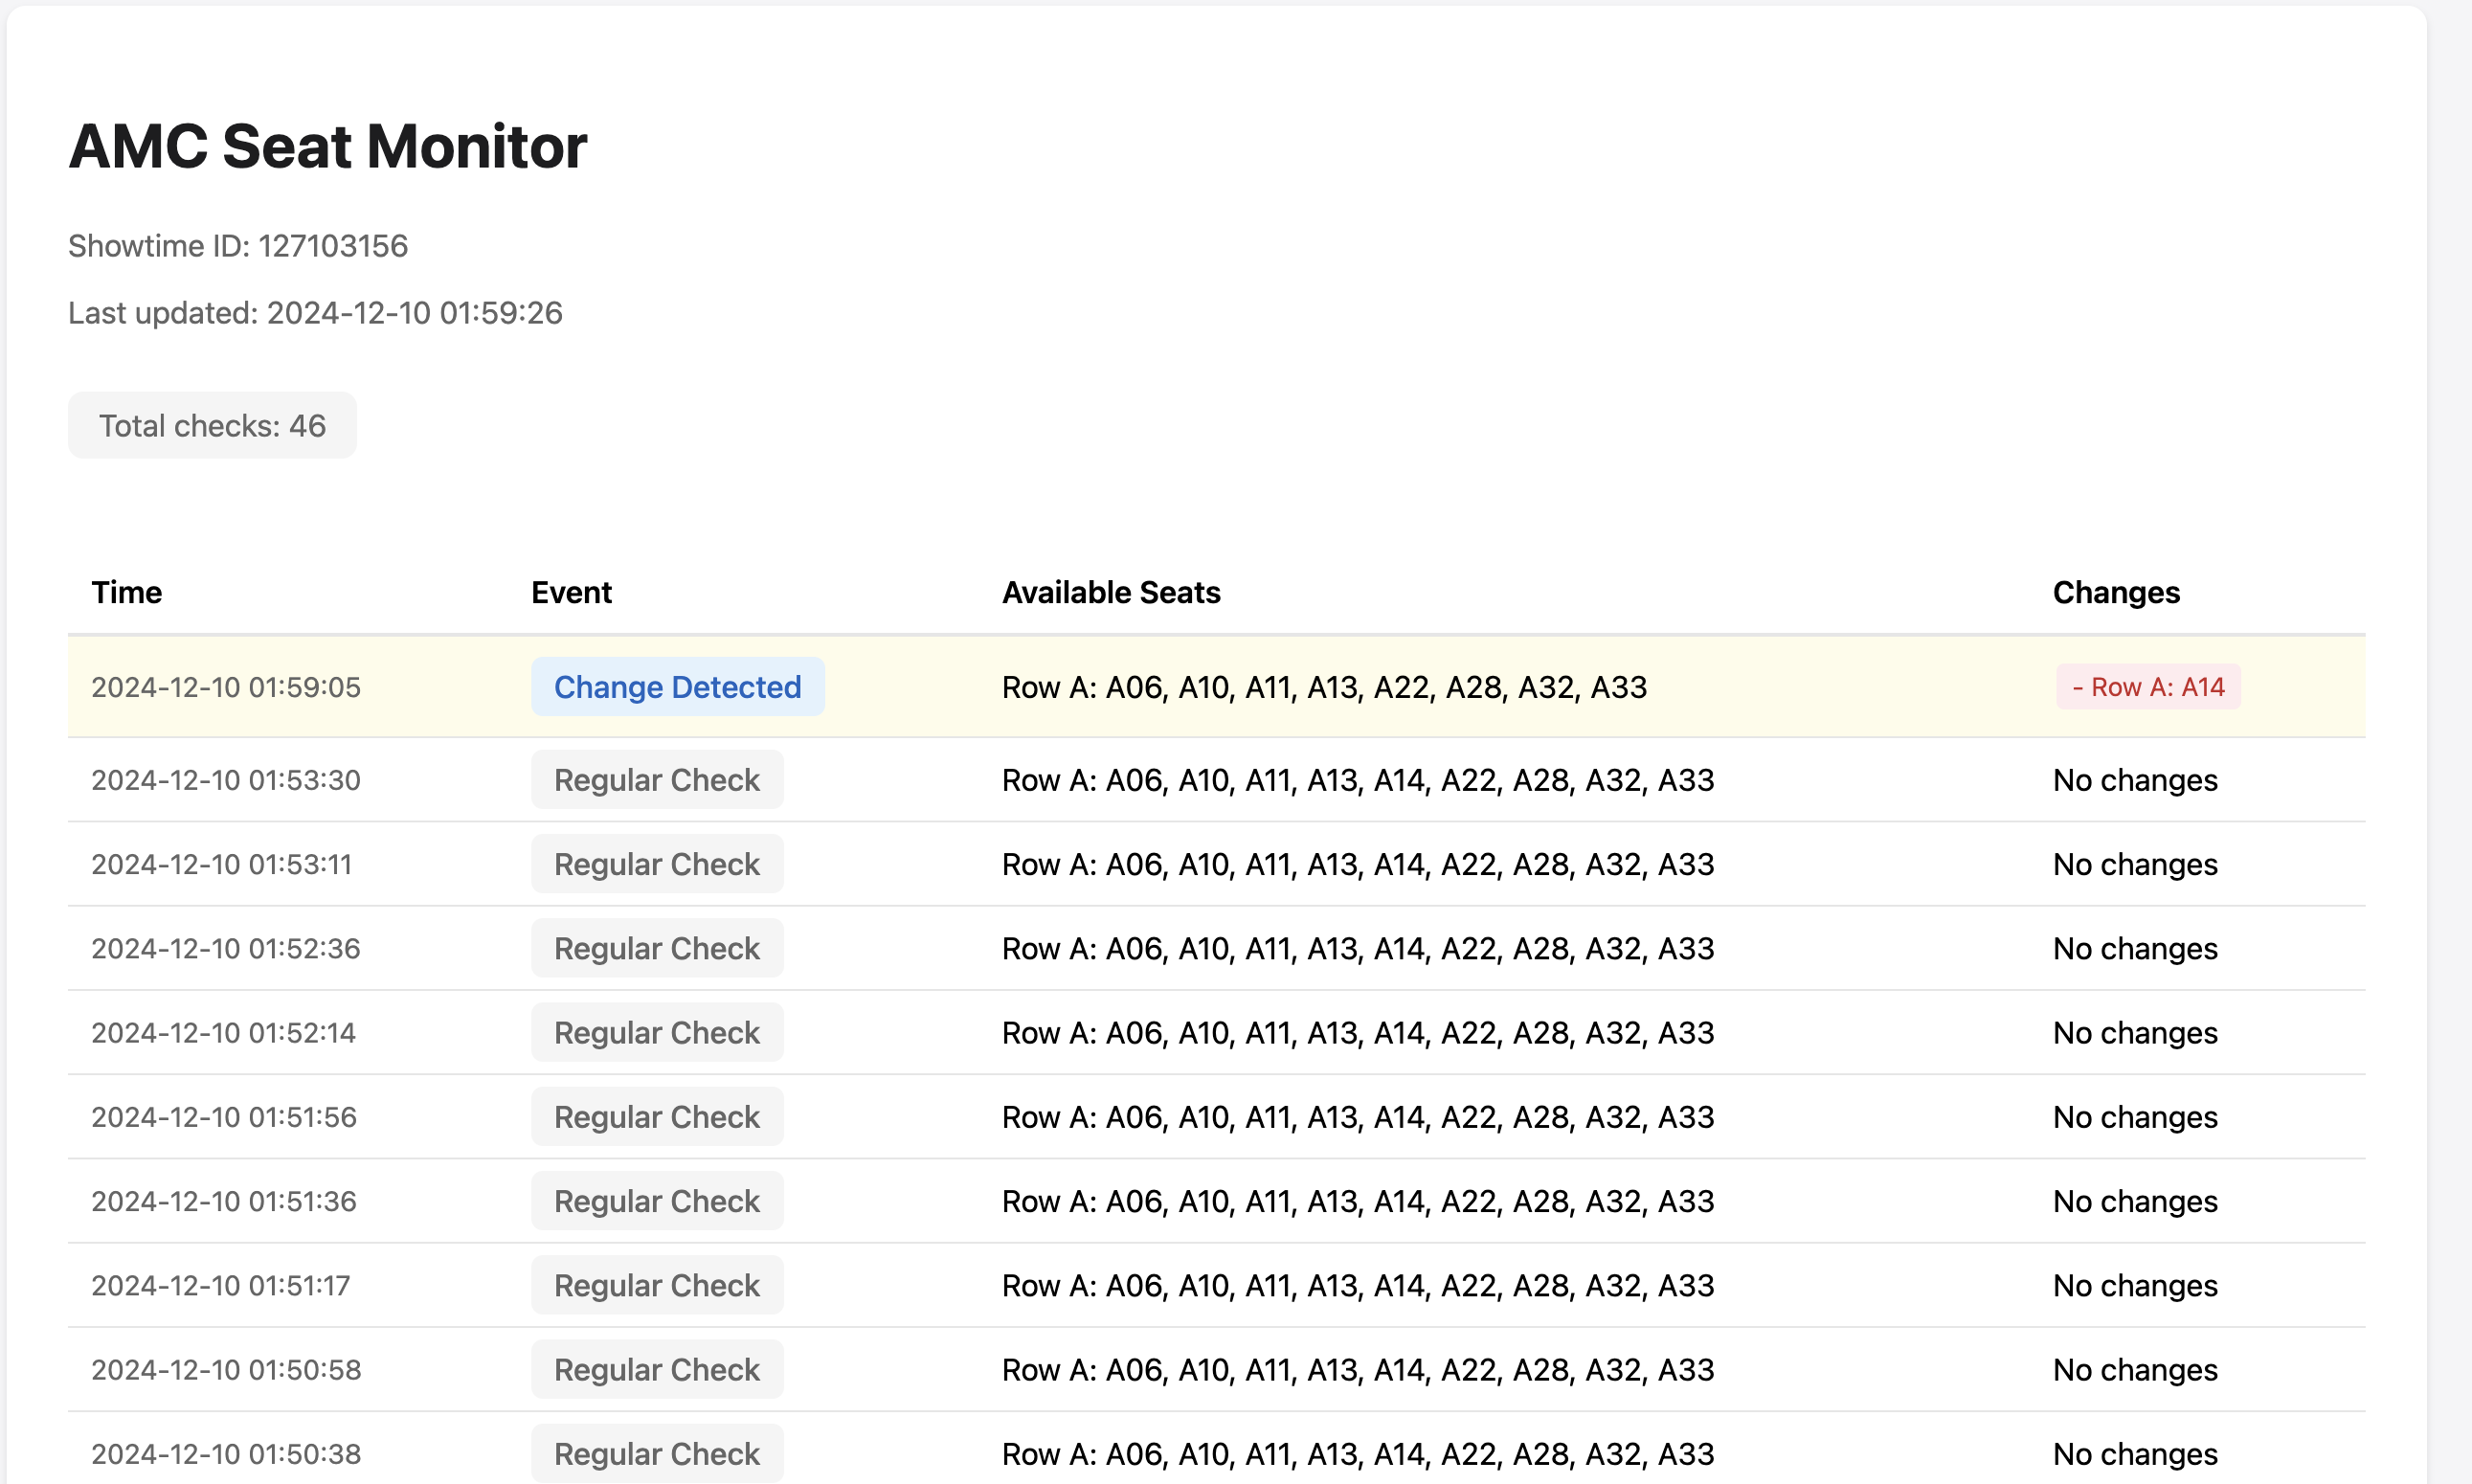 AMC Seat Monitor
Showtime ID: 127103156
Last updated: 2024-12-10 01:59:26
Total checks: 46
Time Event Available Seats Changes
2024-12-10 01:59:05 Change Detected Row A: A06, A10, A11, A13, A22, A28, A32, A33 - Row A: A14
2024-12-10 01:53:30 Regular Check Row A: A06, A10, A11, A13, A14, A22, A28, A32, A33 No changes
2024-12-10 01:53:11 Regular Check Row A: A06, A10, A11, A13, A14, A22, A28, A32, A33 No changes
2024-12-10 01:52:36 Regular Check Row A: A06, A10, A11, A13, A14, A22, A28, A32, A33 No changes
2024-12-10 01:52:14 Regular Check Row A: A06, A10, A11, A13, A14, A22, A28, A32, A33 No changes
2024-12-10 01:51:56 Regular Check Row A: A06, A10, A11, A13, A14, A22, A28, A32, A33 No changes
2024-12-10 01:51:36 Regular Check Row A: A06, A10, A11, A13, A14, A22, A28, A32, A33 No changes
2024-12-10 01:51:17 Regular Check Row A: A06, A10, A11, A13, A14, A22, A28, A32, A33 No changes
2024-12-10 01:50:58 Regular Check Row A: A06, A10, A11, A13, A14, A22, A28, A32, A33 No changes
2024-12-10 01:50:38 Regular Check Row A: A06, A10, A11, A13, A14, A22, A28, A32, A33 No changes